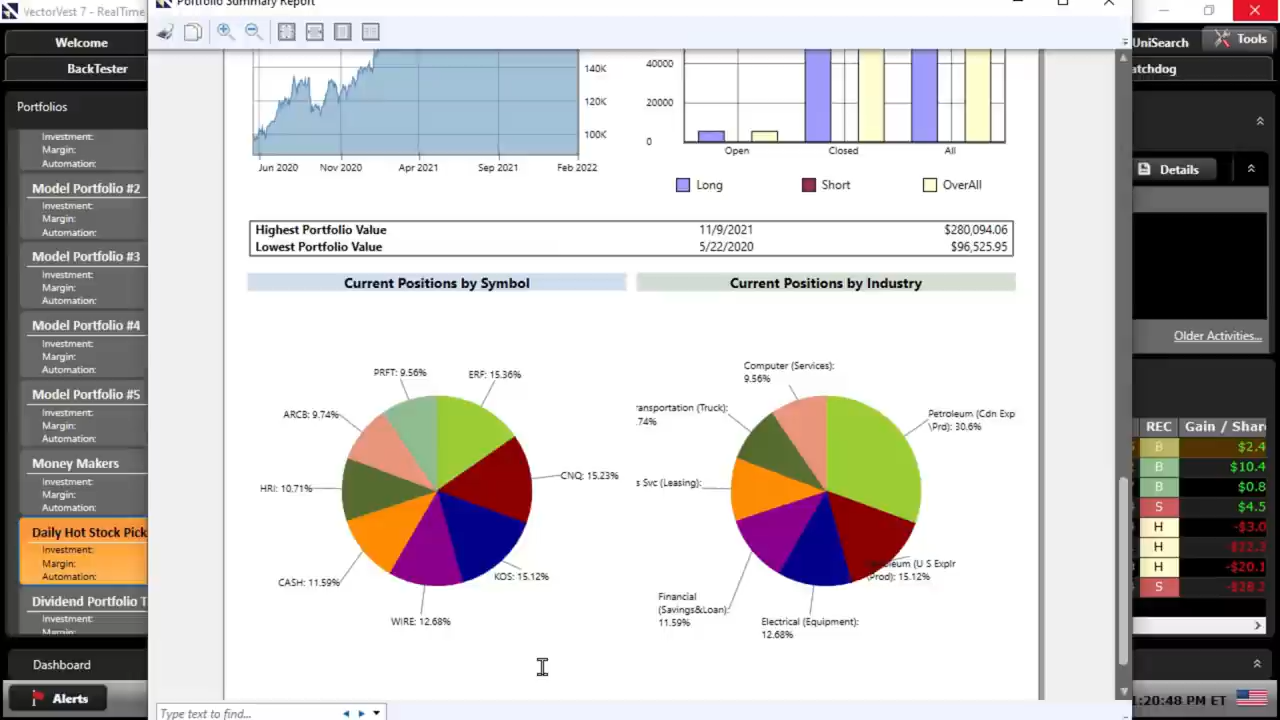 VectorVest 7 - RealTime
Portfolio Summary Report
Welcome
UniSearch
Tools
BackTester
atchdog
Portfolios
Investment:
Margin:
Automation:
Model Portfolio #2
Investment:
Margin:
Automation:
Model Portfolio #3
Investment:
Margin:
Automation:
Model Portfolio #4
Investment:
Margin:
Automation:
Model Portfolio #5
Investment:
Margin:
Automation:
Money Makers
Investment:
Margin:
Automation:
Daily Hot Stock Pick
Investment:
Margin:
Automation:
Dividend Portfolio T
Investment:
Dashboard
Alerts
140K
120K
100K
Jun 2020 Nov 2020 Apr 2021 Sep 2021 Feb 2022
40000
20000
0
Open Closed All
Long Short OverAll
Highest Portfolio Value 11/9/2021 $280,094.06
Lowest Portfolio Value 5/22/2020 $96,525.95
Current Positions by Symbol
Current Positions by Industry
PRFT: 9.56%
ERF: 15.36%
ARCB: 9.74%
CNQ: 15.23%
HRI: 10.71%
KOS: 15.12%
CASH: 11.59%
WIRE: 12.68%
Computer (Services):
9.56%
ransportation (Truck):
.74%
Petroleum (Cdn Exp
\Prd): 30.6%
s Svc (Leasing):
oleum (U S Explr
(Prod): 15.12%
Financial
(Savings&Loan):
11.59%
Electrical (Equipment):
12.68%
Details
Older Activities...
REC Gain / Share
B $2.4
B $10.4
B $0.8
S $4.5
H -$3.0
H
H -$20.1
S
1:20:48 PM ET
Type text to find...